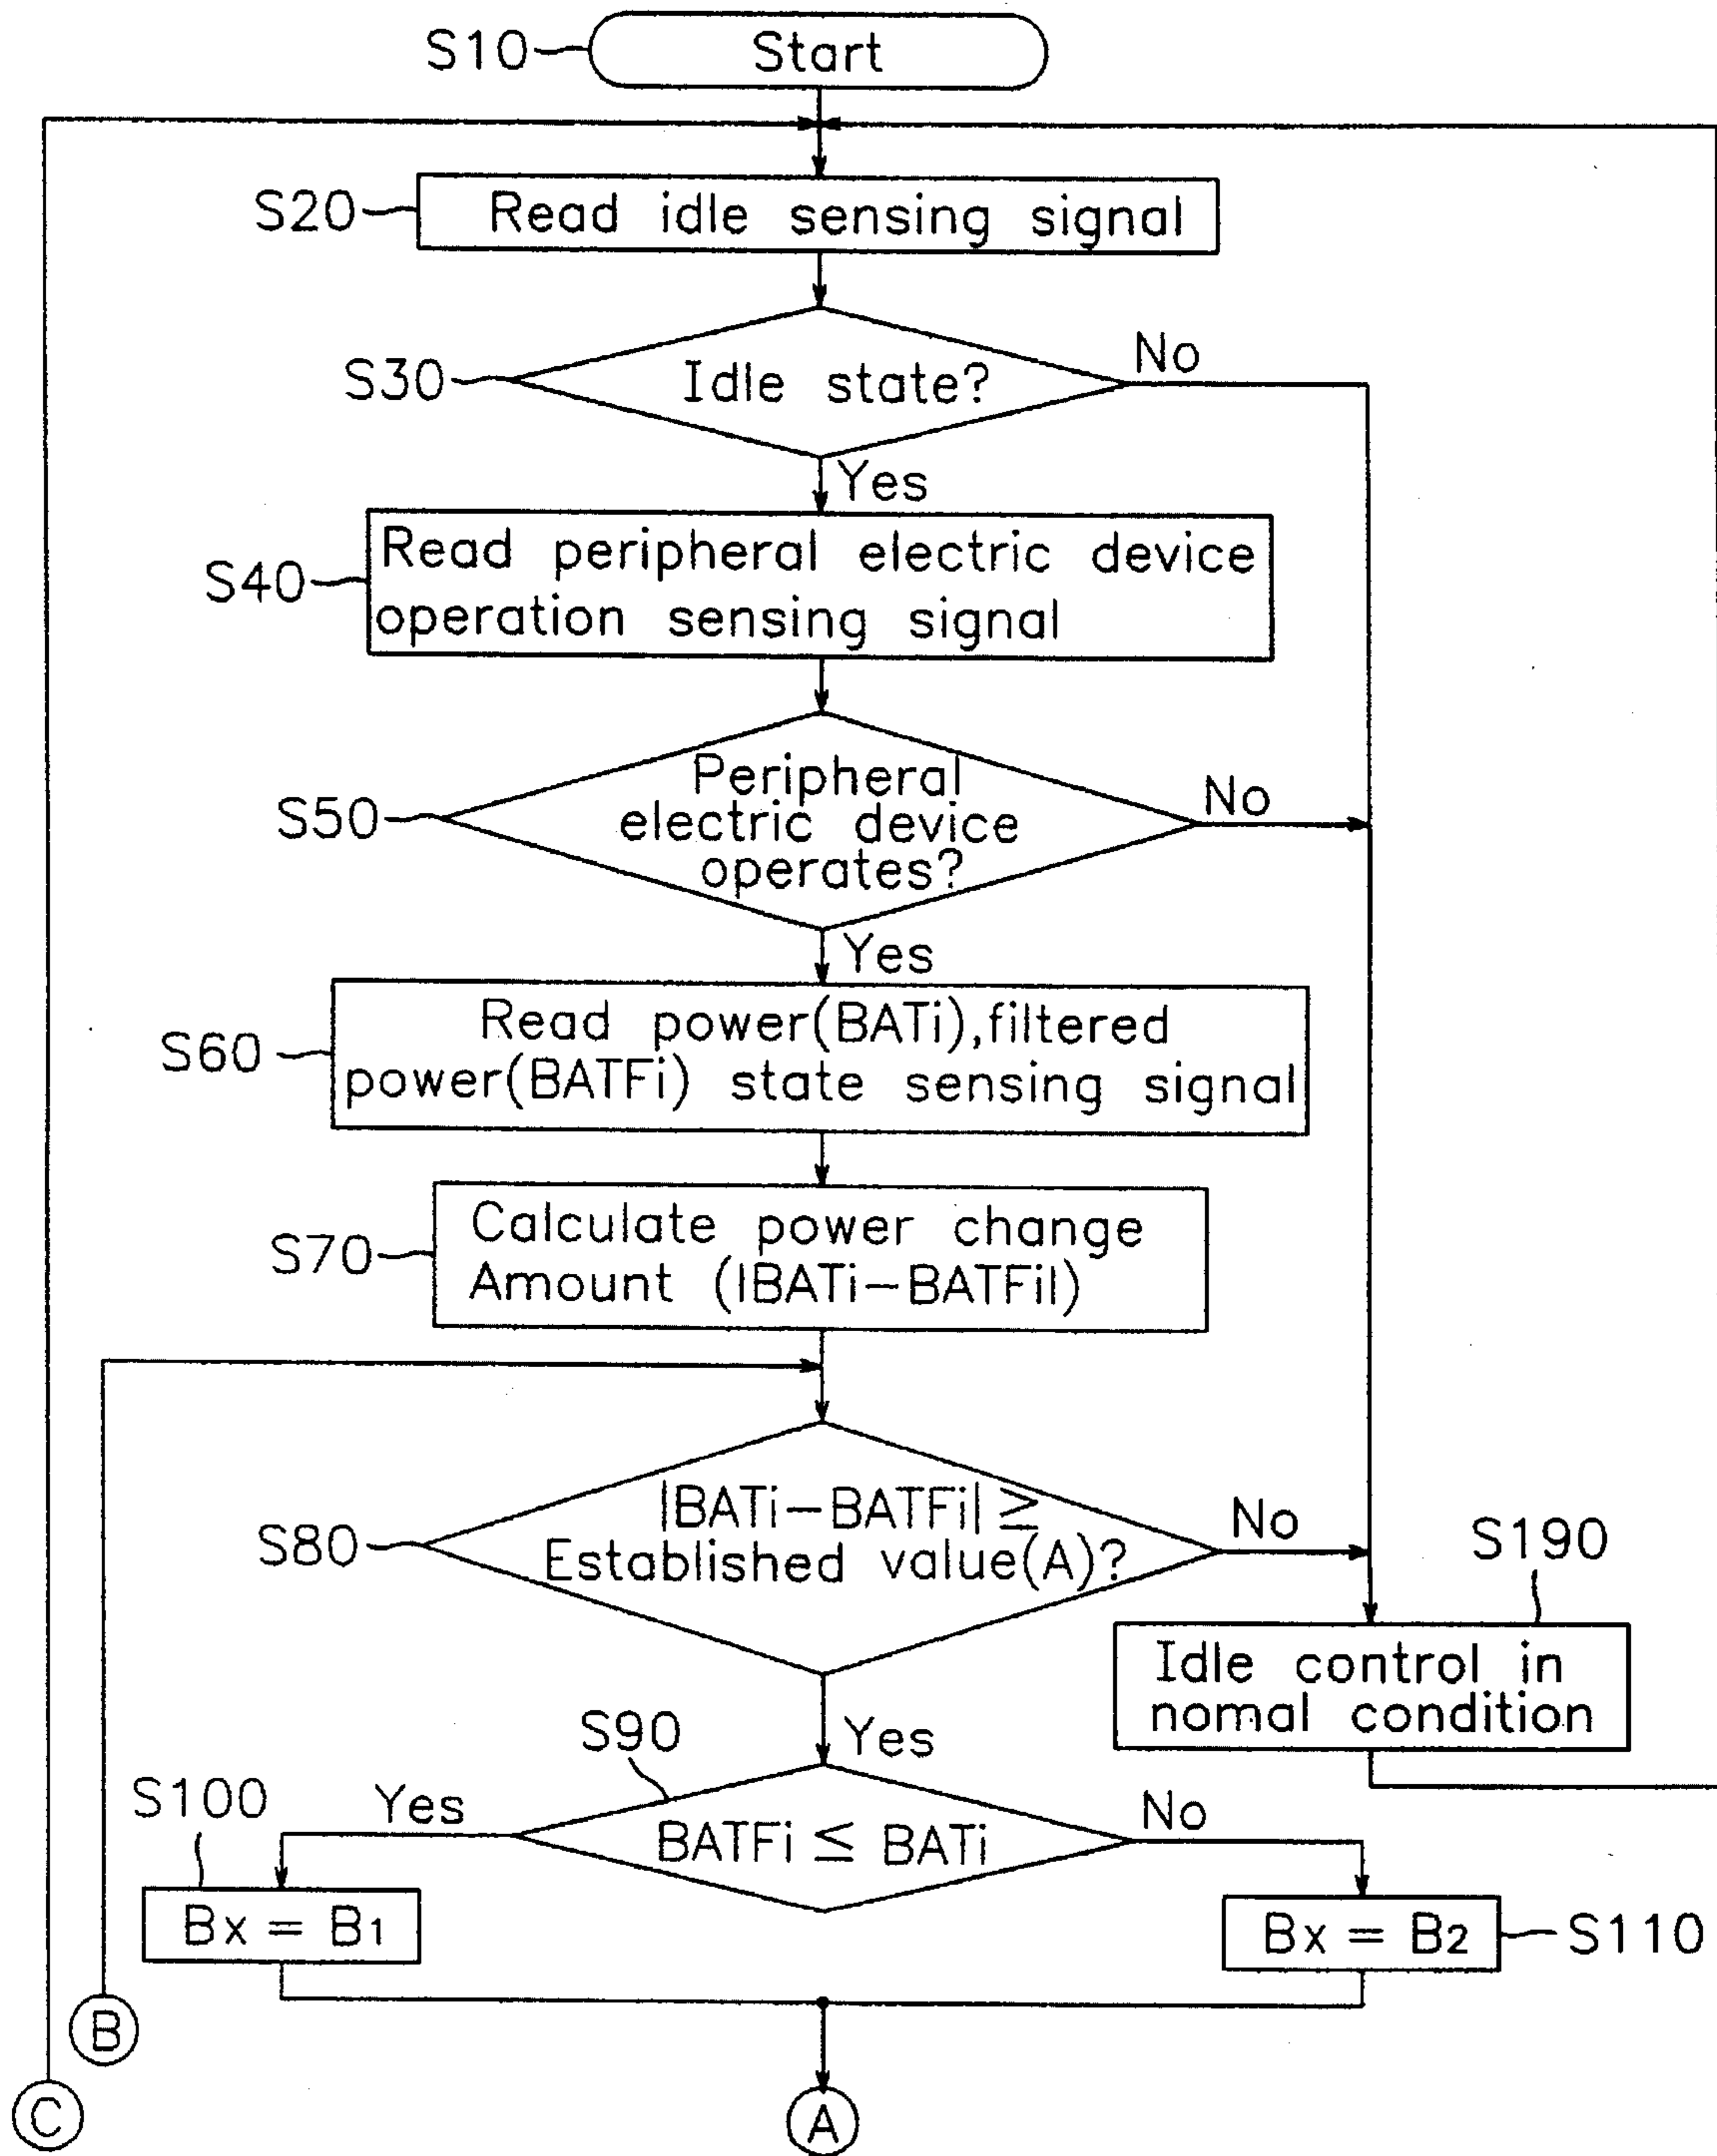 S10
Start
S20
Read idle sensing signal
S30
Idle state?
No
Yes
S40
Read peripheral electric device
operation sensing signal
S50
Peripheral
electric device
operates?
No
Yes
S60
Read power(BATi),filtered
power(BATFi) state sensing signal
S70
Calculate power change
Amount (|BATi-BATFi|)
S80
|BATi-BATFi| ≥
Established value(A)?
No
S190
Idle control in
nomal condition
Yes
S90
BATFi ≤ BATi
Yes
No
S100
Bx = B1
Bx = B2
S110
B
C
A